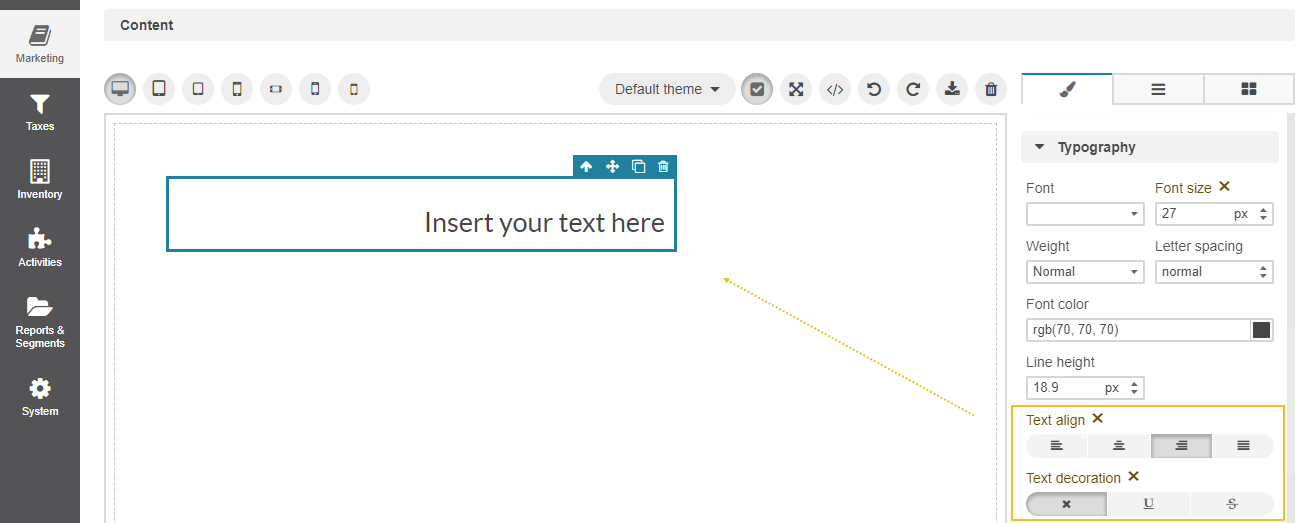 Marketing
Taxes
Inventory
Activities
Reports &
Segments
System
Content
Default theme
</>
Insert your text here
Typography
Font
Font size
27 px
Weight
Letter spacing
Normal
normal
Font color
rgb(70, 70, 70)
Line height
18.9 px
Text align
Text decoration
U
S